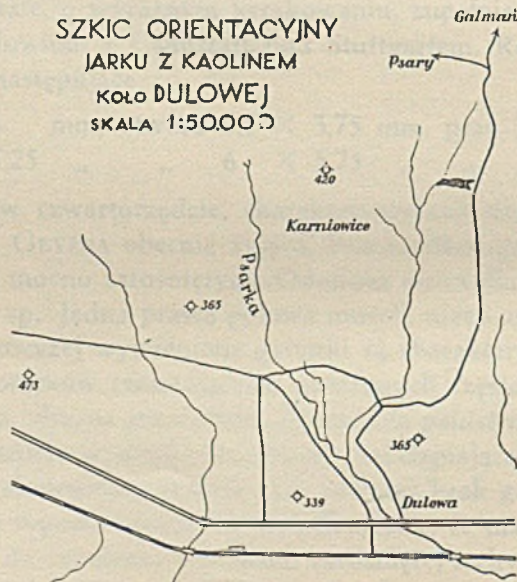 SZKIC ORIENTACYJNY
JARKU Z KAOLINEM
KOŁO DULOWEJ
SKALA 1:50.000
Galman
Psary
420
Karniowice
Psarka
365
473
365
339
Dulowa